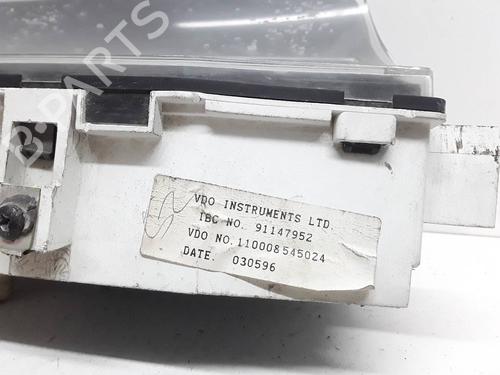 B-PARTS
VDO INSTRUMENTS LTD.
IBC NO. 91147952
VDO NO. 110008545024
DATE. 030596